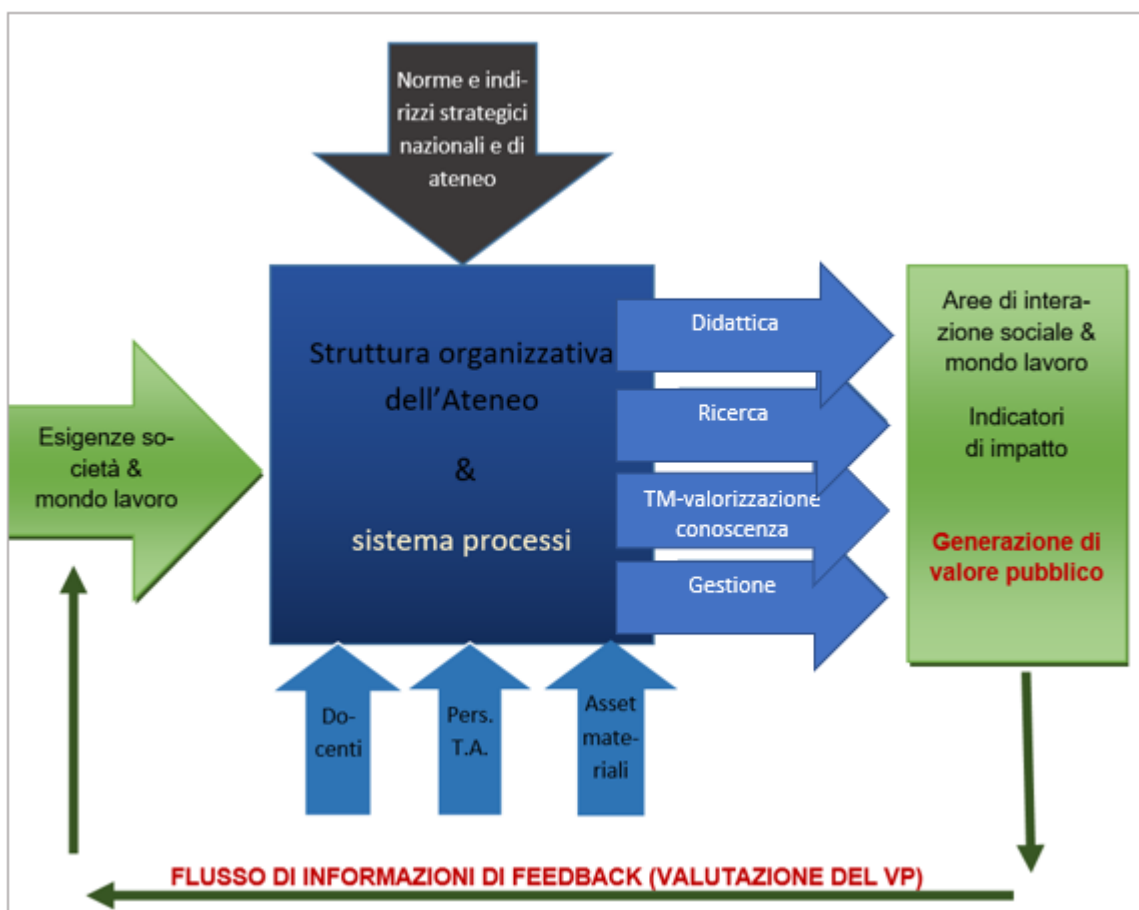 Norme e indi-
rizzi strategici
nazionali e di
ateneo
Esigenze so-
cietà &
mondo lavoro
Struttura organizzativa
dell'Ateneo
&
sistema processi
Didattica
Ricerca
TM-valorizzazione
conoscenza
Gestione
Aree di intera-
zione sociale &
mondo lavoro
Indicatori
di impatto
Generazione di
valore pubblico
Do-
centi
Pers.
T.A.
Asset
mate-
riali
FLUSSO DI INFORMAZIONI DI FEEDBACK (VALUTAZIONE DEL VP)